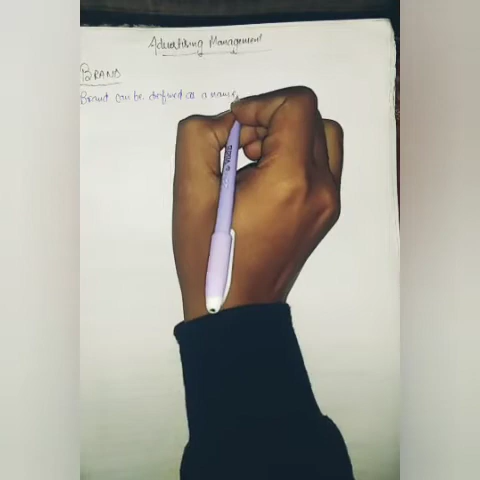 Advertising Management
BRAND
Brand can be defined as a name,